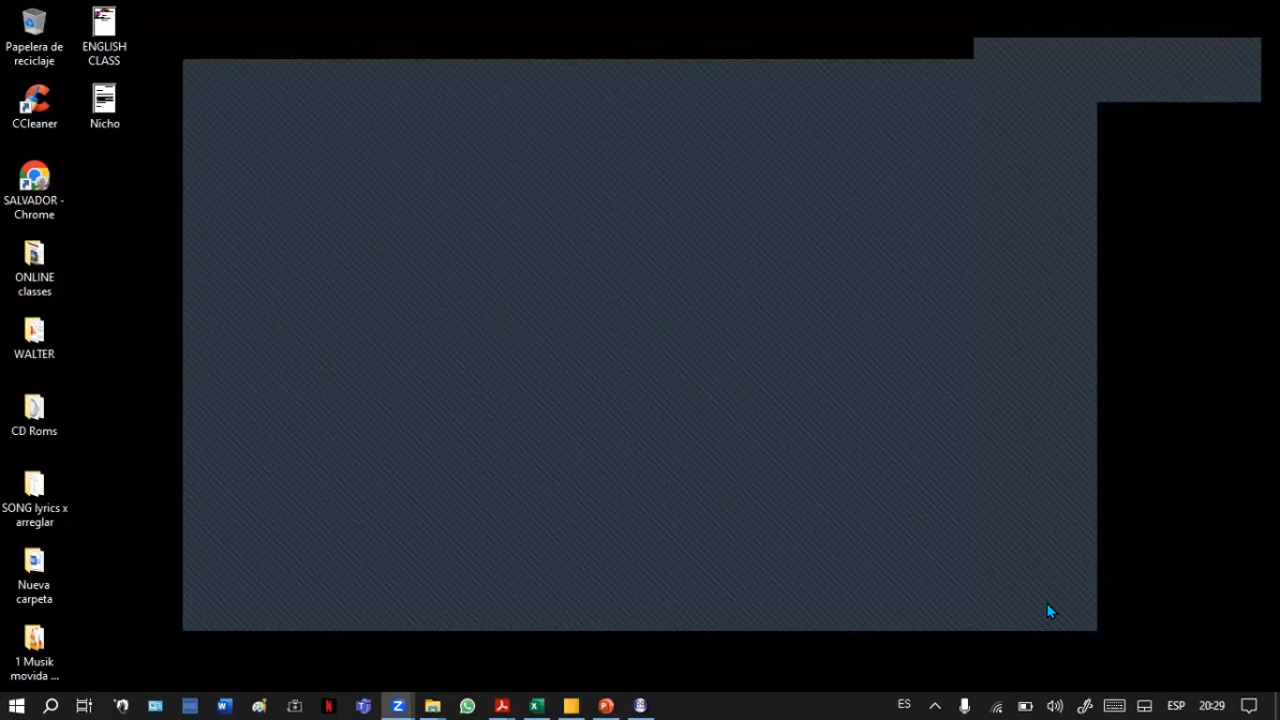 Papelera de
reciclaje
ENGLISH
CLASS
CCleaner
Nicho
SALVADOR -
Chrome
ONLINE
classes
WALTER
CD Roms
SONG lyrics x
arreglar
Nueva
carpeta
1 Musik
movida ...
ES
ESP
20:29